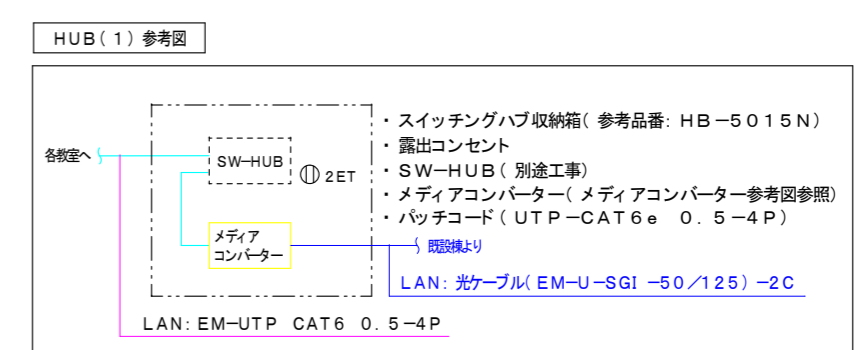 HUB(1)参考図
・スイッチングハブ収納箱(参考品番:HB-5015N)
・露出コンセント
・SW-HUB(別途工事)
・メディアコンバーター(メディアコンバーター参考図参照)
・パッチコード(UTP-CAT6e 0.5-4P)
各教室へ
SW-HUB
2ET
メディア
コンバーター
既設棟より
LAN:光ケーブル(EM-U-SGI -50/125)-2C
LAN:EM-UTP CAT6 0.5-4P